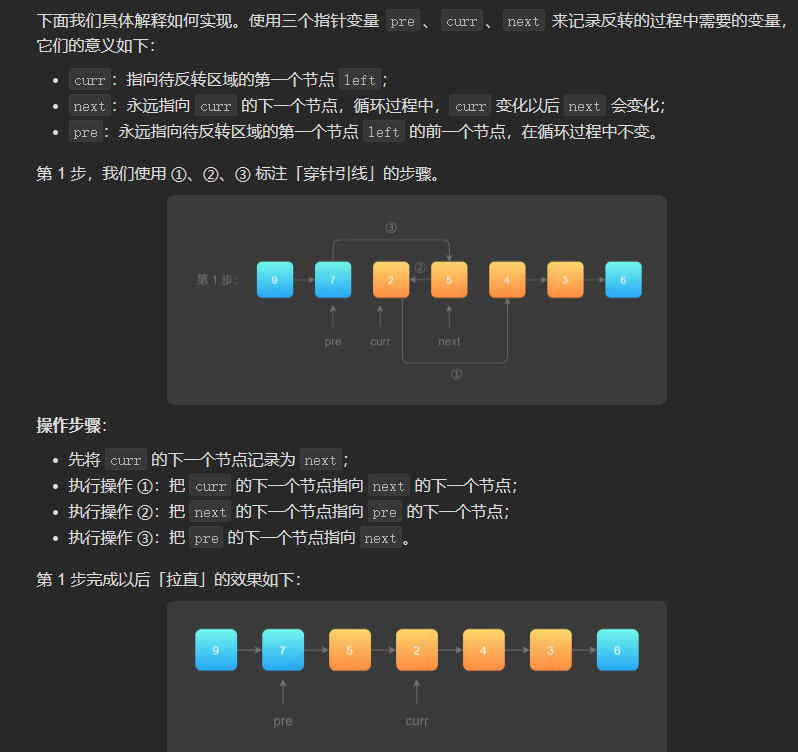 下面我们具体解释如何实现。使用三个指针变量 pre 、 curr 、 next 来记录反转的过程中需要的变量，
它们的意义如下：
• curr ：指向待反转区域的第一个节点 left ；
• next ：永远指向 curr 的下一个节点，循环过程中， curr 变化以后 next 会变化；
• pre ：永远指向待反转区域的第一个节点 left 的前一个节点，在循环过程中不变。
第 1 步，我们使用 ①、②、③ 标注「穿针引线」的步骤。
③
②
第 1 步： 9 7 2 5 4 3 6
pre curr next
①
操作步骤：
• 先将 curr 的下一个节点记录为 next ；
• 执行操作 ①：把 curr 的下一个节点指向 next 的下一个节点；
• 执行操作 ②：把 next 的下一个节点指向 pre 的下一个节点；
• 执行操作 ③：把 pre 的下一个节点指向 next 。
第 1 步完成以后「拉直」的效果如下：
9 7 5 2 4 3 6
pre curr